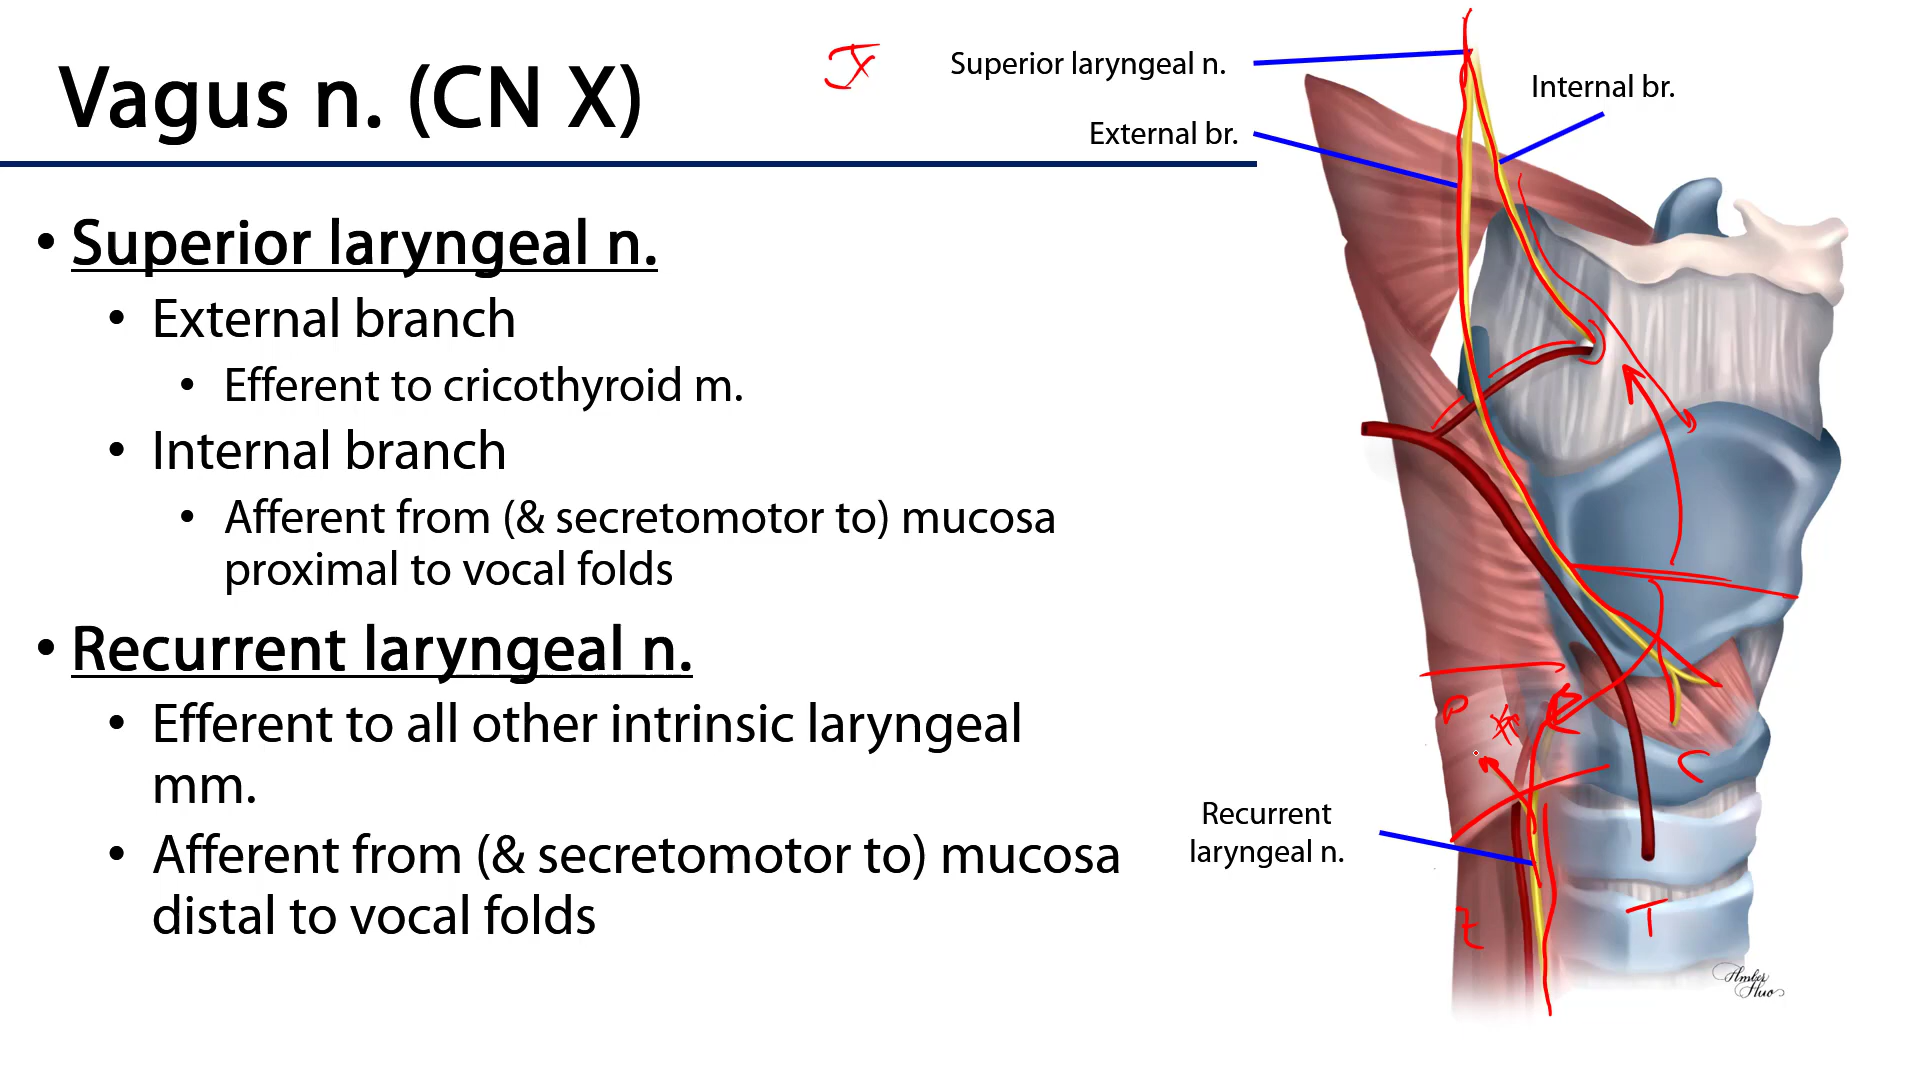 Vagus n. (CN X)
X
Superior laryngeal n.
Internal br.
External br.
• Superior laryngeal n.
• External branch
• Efferent to cricothyroid m.
• Internal branch
• Afferent from (& secretomotor to) mucosa
proximal to vocal folds
• Recurrent laryngeal n.
• Efferent to all other intrinsic laryngeal
mm.
• Afferent from (& secretomotor to) mucosa
distal to vocal folds
P
C
Recurrent
laryngeal n.
E
T
Amber
Huo